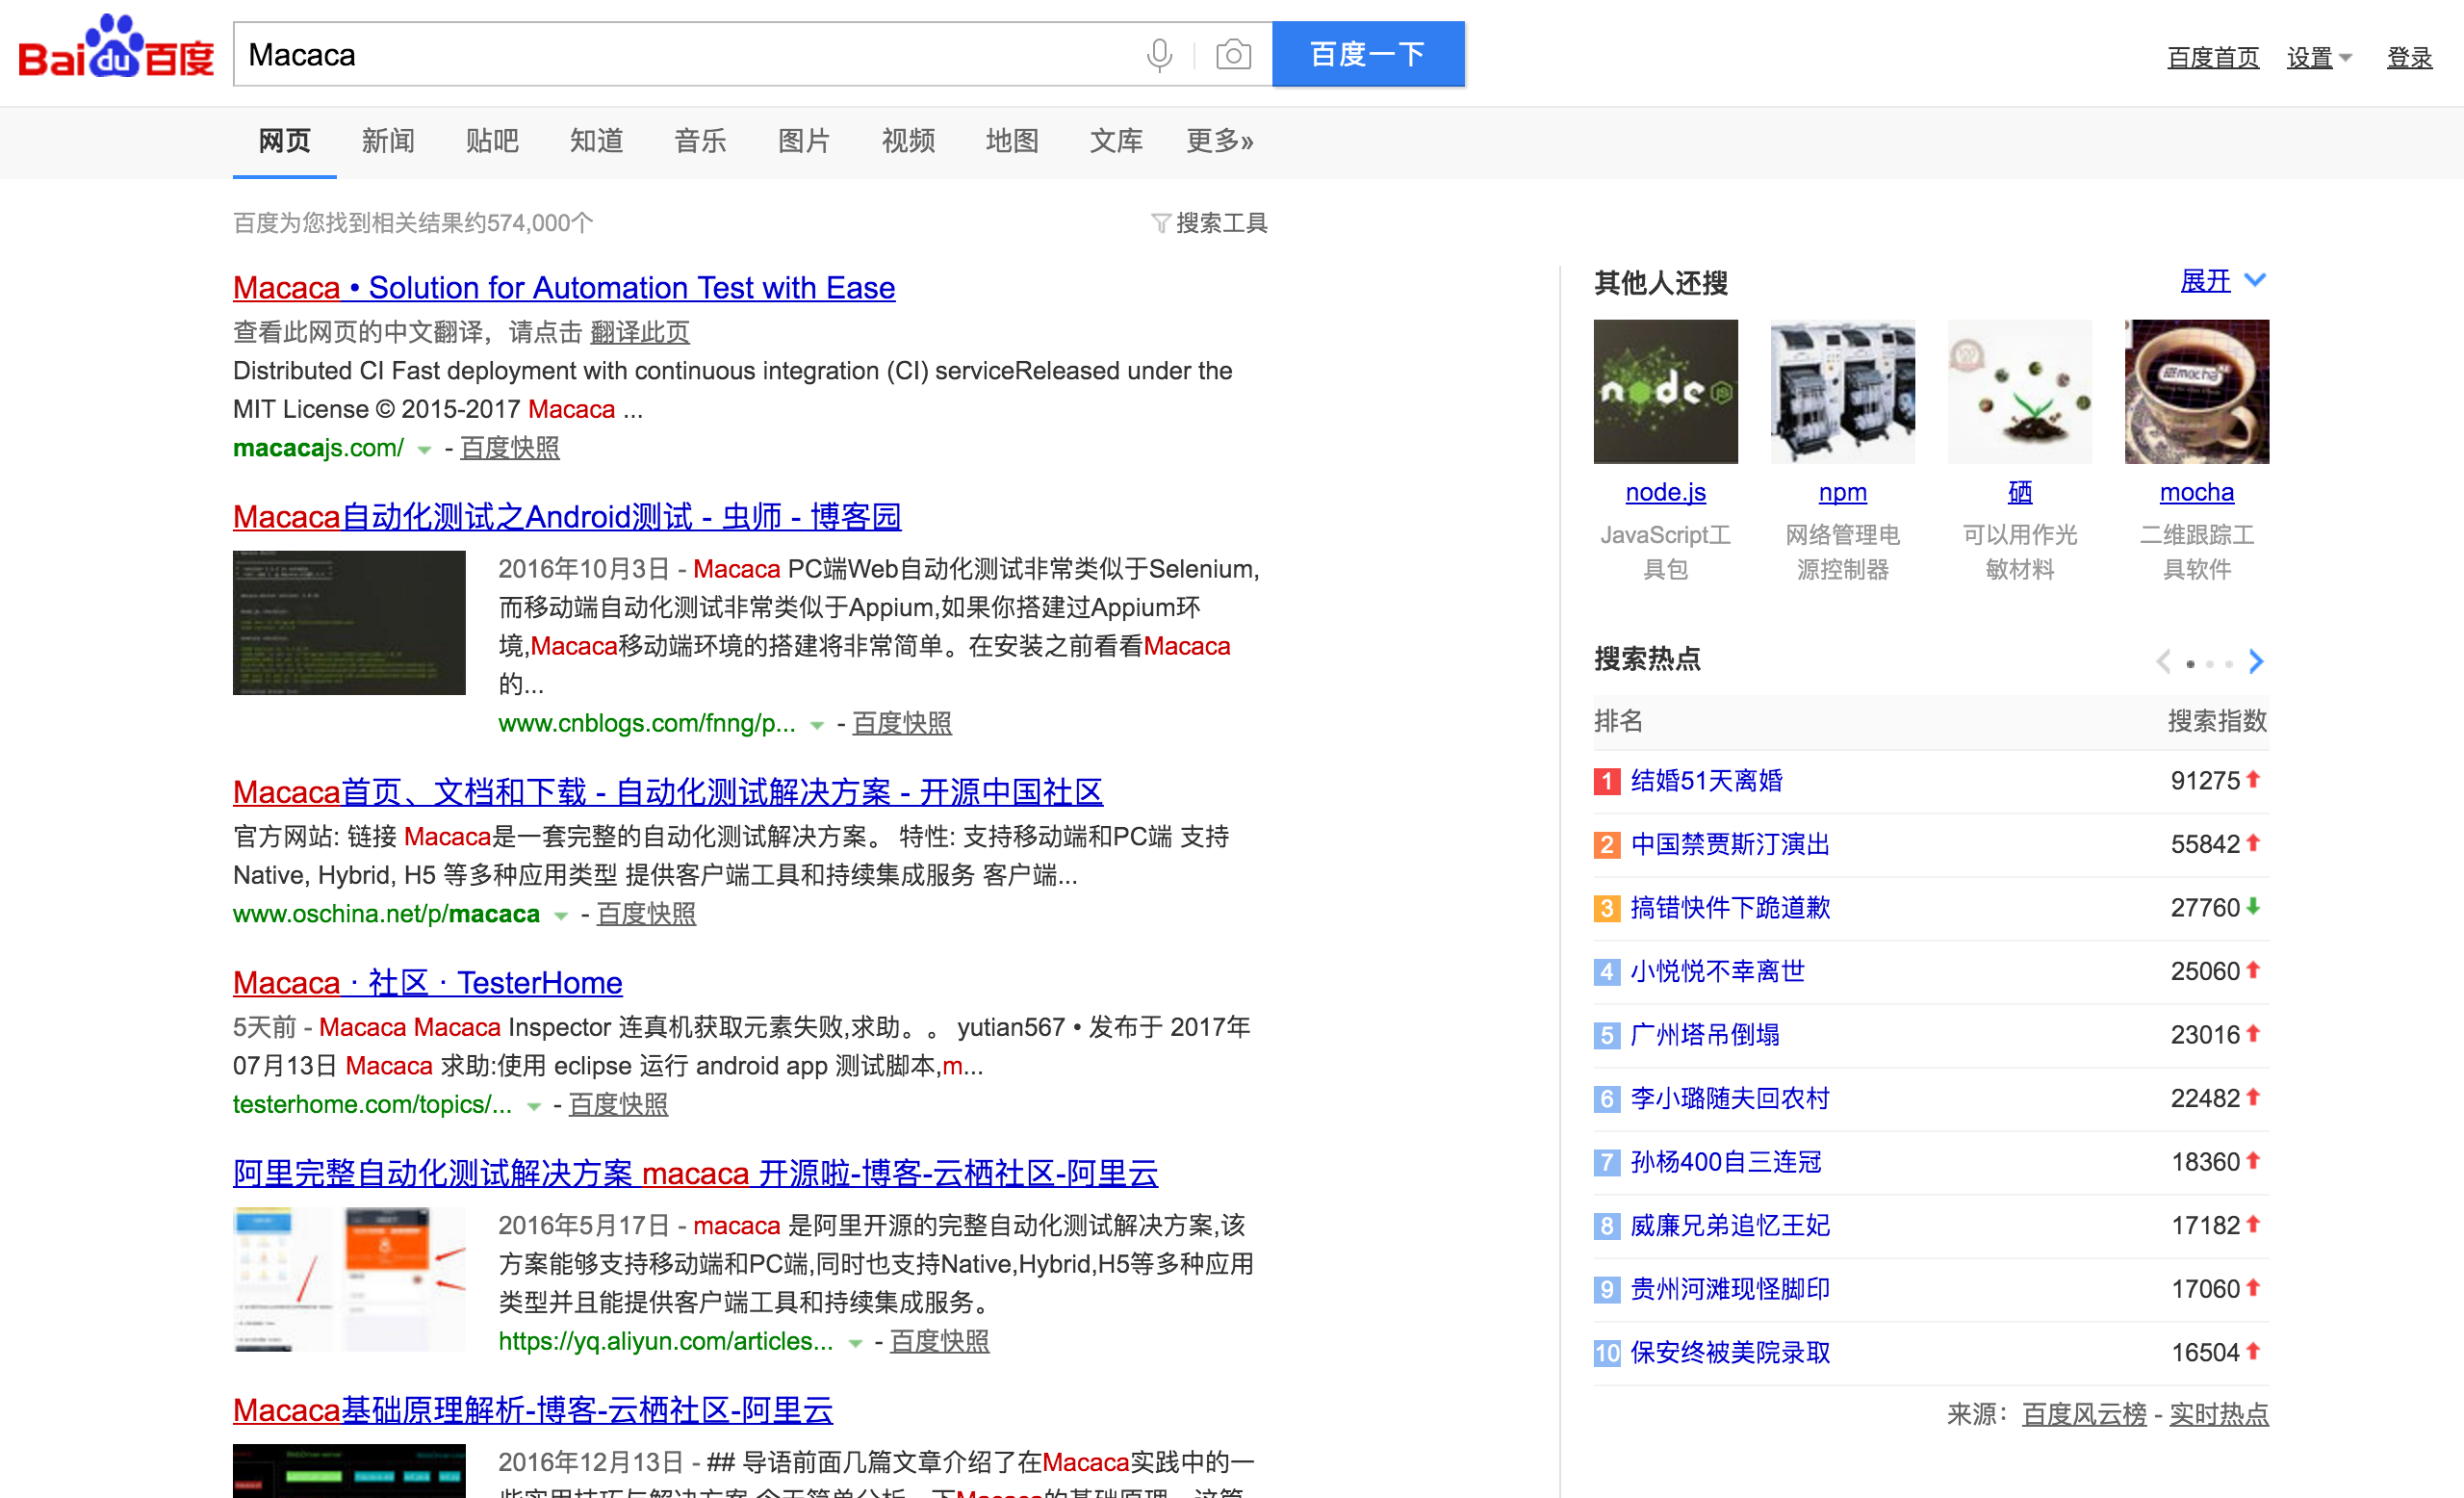 Baidu百度
Macaca
百度一下
百度首页 设置 登录
网页 新闻 贴吧 知道 音乐 图片 视频 地图 文库 更多»
百度为您找到相关结果约574,000个
搜索工具
Macaca • Solution for Automation Test with Ease
查看此网页的中文翻译，请点击 翻译此页
Distributed CI Fast deployment with continuous integration (CI) serviceReleased under the
MIT License © 2015-2017 Macaca ...
macacajs.com/ - 百度快照
Macaca自动化测试之Android测试 - 虫师 - 博客园
2016年10月3日 - Macaca PC端Web自动化测试非常类似于Selenium,
而移动端自动化测试非常类似于Appium,如果你搭建过Appium环
境,Macaca移动端环境的搭建将非常简单。在安装之前看看Macaca
的...
www.cnblogs.com/fnng/p... - 百度快照
Macaca首页、文档和下载 - 自动化测试解决方案 - 开源中国社区
官方网站: 链接 Macaca是一套完整的自动化测试解决方案。 特性: 支持移动端和PC端 支持
Native, Hybrid, H5 等多种应用类型 提供客户端工具和持续集成服务 客户端...
www.oschina.net/p/macaca - 百度快照
Macaca · 社区 · TesterHome
5天前 - Macaca Macaca Inspector 连真机获取元素失败,求助。。 yutian567 • 发布于 2017年
07月13日 Macaca 求助:使用 eclipse 运行 android app 测试脚本,m...
testerhome.com/topics/... - 百度快照
阿里完整自动化测试解决方案 macaca 开源啦-博客-云栖社区-阿里云
2016年5月17日 - macaca 是阿里开源的完整自动化测试解决方案,该
方案能够支持移动端和PC端,同时也支持Native,Hybrid,H5等多种应用
类型并且能提供客户端工具和持续集成服务。
https://yq.aliyun.com/articles... - 百度快照
Macaca基础原理解析-博客-云栖社区-阿里云
2016年12月13日 - ## 导语前面几篇文章介绍了在Macaca实践中的一
其他人还搜 展开
node
JS
mocha
node.js npm 硒 mocha
JavaScript工 网络管理电 可以用作光 二维跟踪工
具包 源控制器 敏材料 具软件
搜索热点
排名 搜索指数
1 结婚51天离婚 91275
2 中国禁贾斯汀演出 55842
3 搞错快件下跪道歉 27760
4 小悦悦不幸离世 25060
5 广州塔吊倒塌 23016
6 李小璐随夫回农村 22482
7 孙杨400自三连冠 18360
8 威廉兄弟追忆王妃 17182
9 贵州河滩现怪脚印 17060
10 保安终被美院录取 16504
来源：百度风云榜 - 实时热点